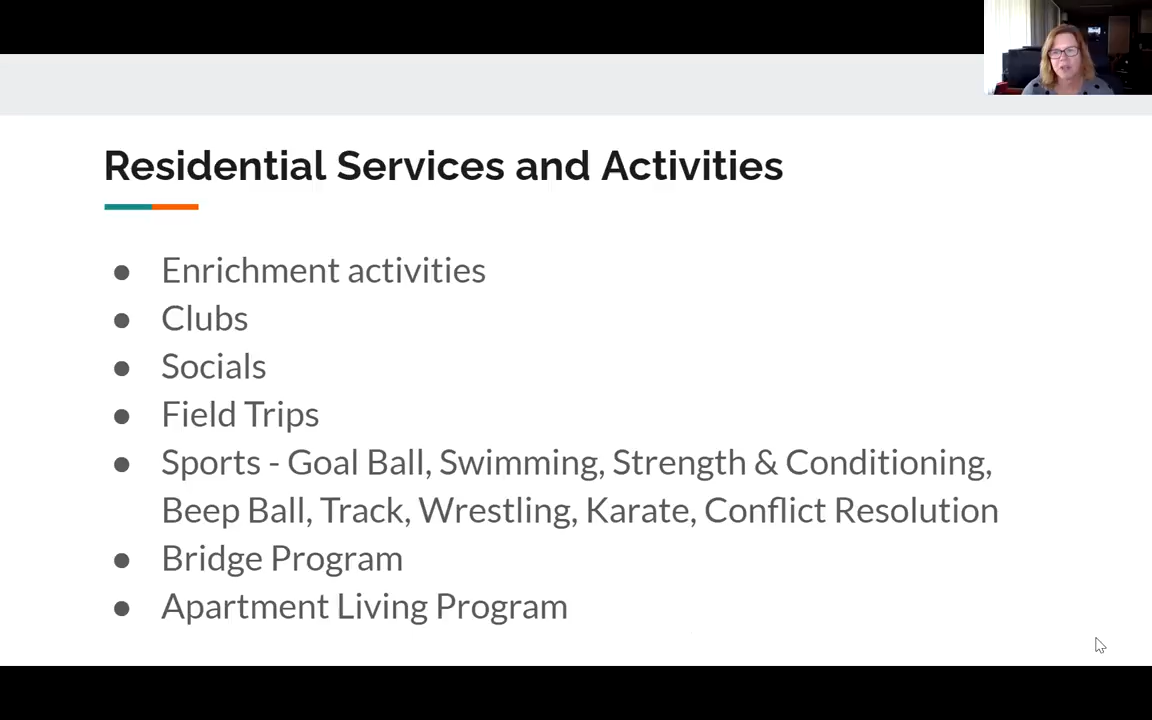 Residential Services and Activities
● Enrichment activities
● Clubs
● Socials
● Field Trips
● Sports - Goal Ball, Swimming, Strength & Conditioning,
Beep Ball, Track, Wrestling, Karate, Conflict Resolution
● Bridge Program
● Apartment Living Program